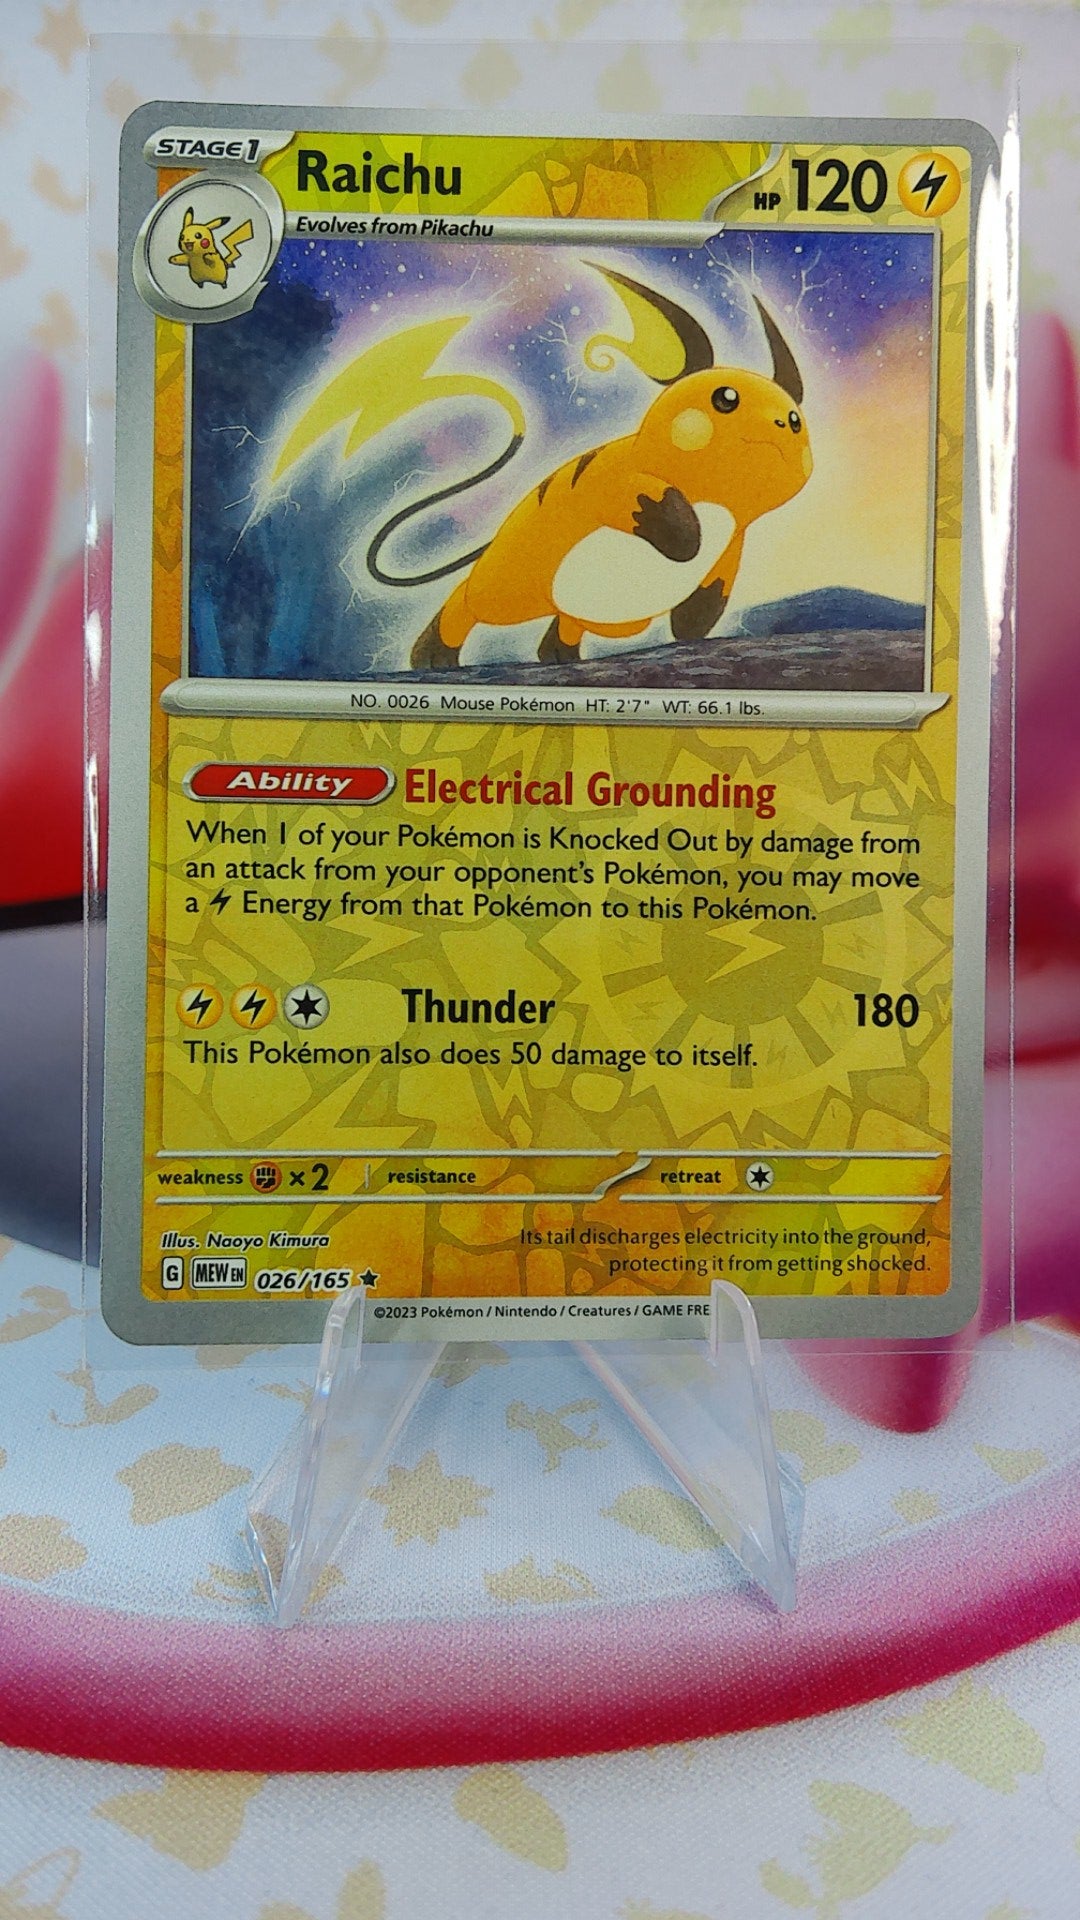 STAGE 1
Raichu
HP 120
Evolves from Pikachu
NO. 0026 Mouse Pokémon HT: 2'7" WT: 66.1 lbs.
Ability Electrical Grounding
When 1 of your Pokémon is Knocked Out by damage from
an attack from your opponent's Pokémon, you may move
a Energy from that Pokémon to this Pokémon.
Thunder 180
This Pokémon also does 50 damage to itself.
weakness ×2 resistance retreat
Illus. Naoyo Kimura
Its tail discharges electricity into the ground,
protecting it from getting shocked.
G MEW EN 026/165
©2023 Pokémon / Nintendo / Creatures / GAME FRE